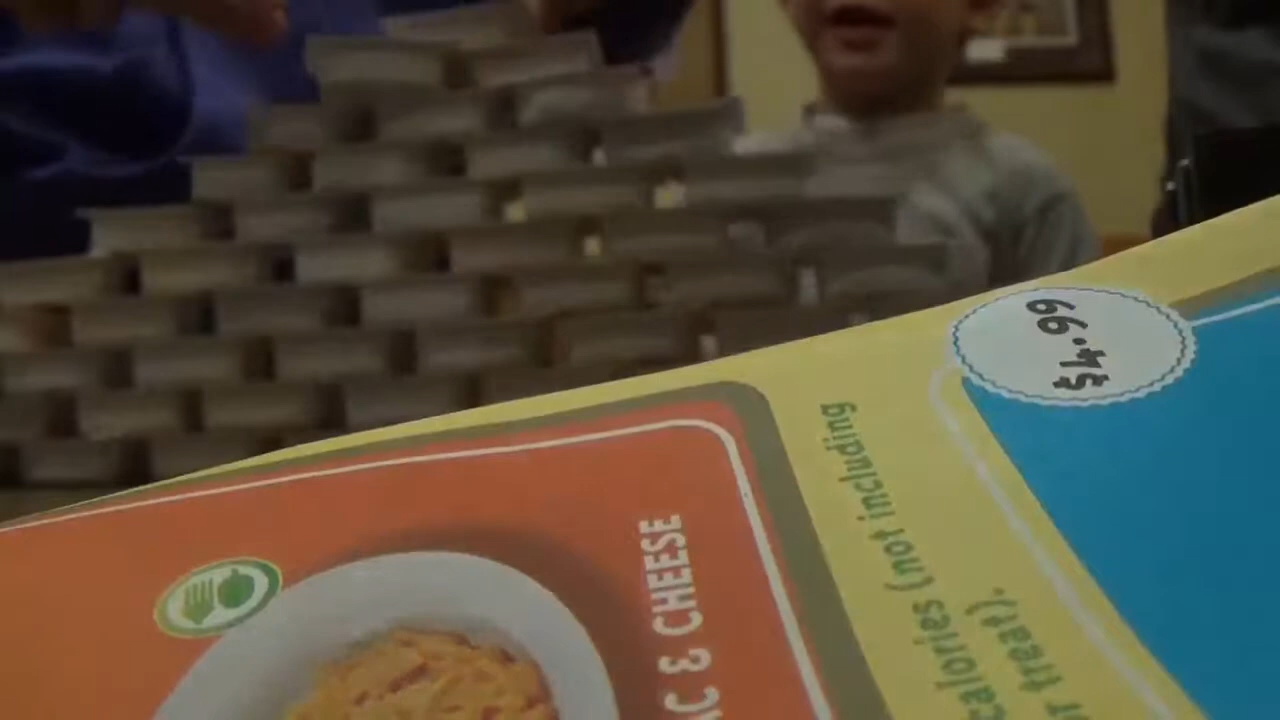 $4.99
calories (not including
treat).
& CHEESE